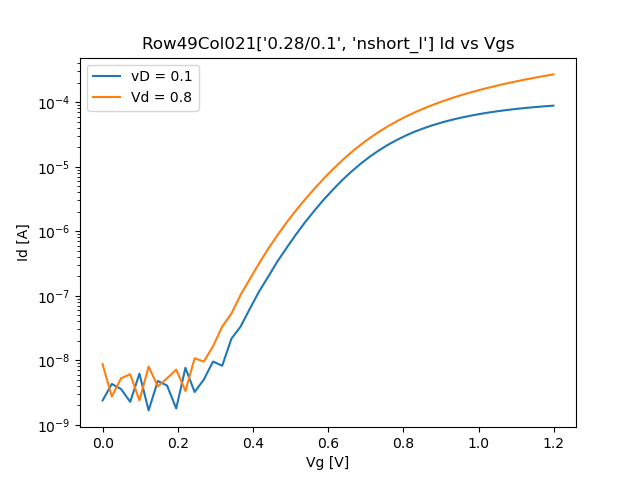 Row49Col021['0.28/0.1', 'nshort_l'] Id vs Vgs
vD = 0.1
Vd = 0.8
Id [A]
10⁻⁴
10⁻⁵
10⁻⁶
10⁻⁷
10⁻⁸
10⁻⁹
0.0 0.2 0.4 0.6 0.8 1.0 1.2
Vg [V]